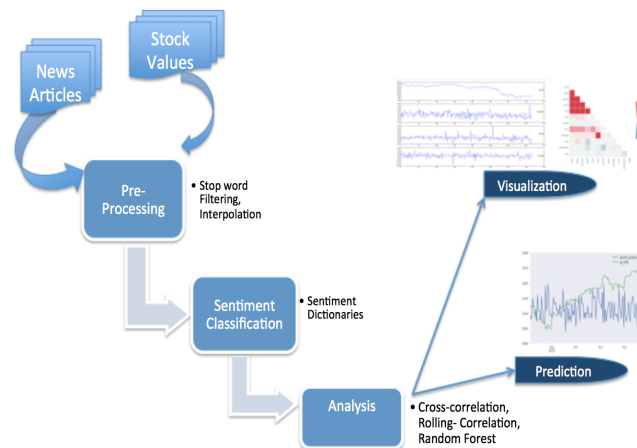 News
Articles
Stock
Values
Pre-
Processing
• Stop word
Filtering,
Interpolation
Sentiment
Classification
• Sentiment
Dictionaries
Analysis
• Cross-correlation,
Rolling- Correlation,
Random Forest
Visualization
Prediction